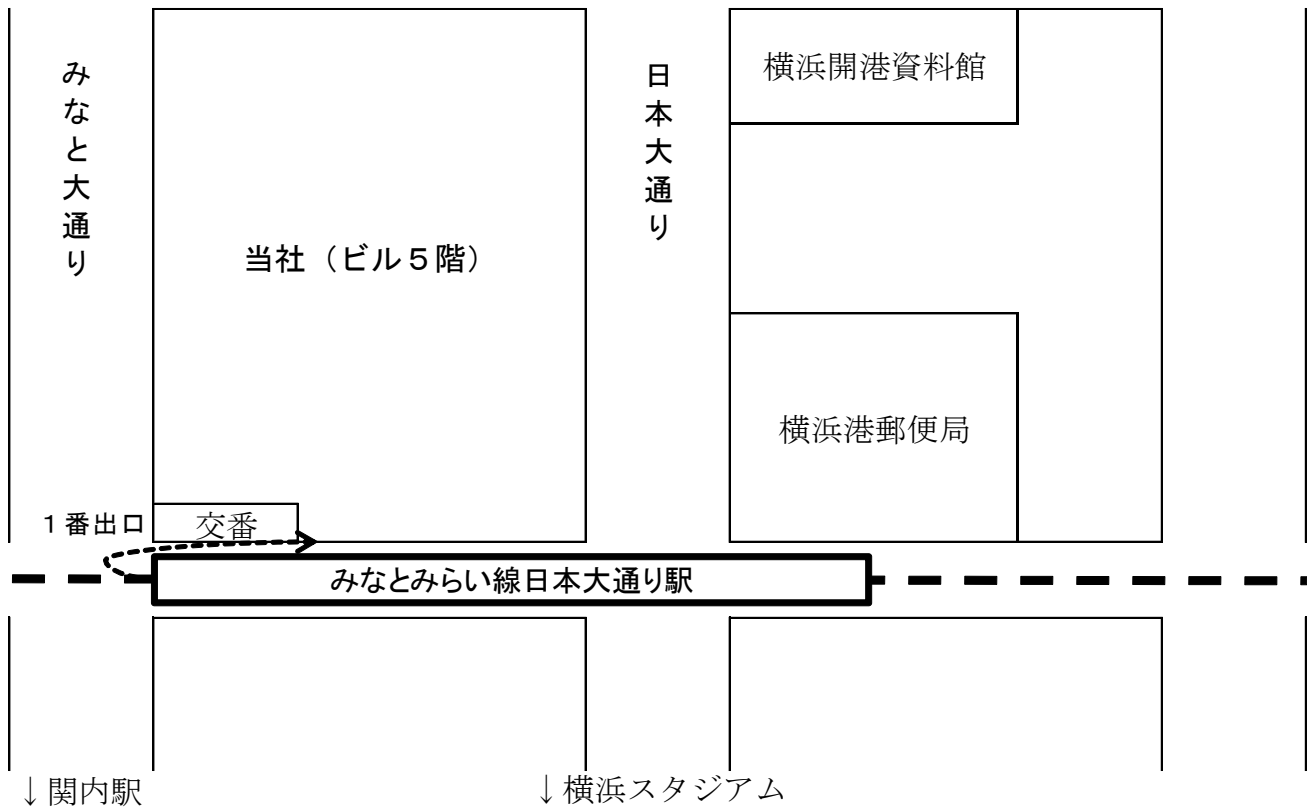 みなと大通り
日本大通り
横浜開港資料館
当社（ビル５階）
横浜港郵便局
１番出口
交番
みなとみらい線日本大通り駅
↓関内駅
↓横浜スタジアム